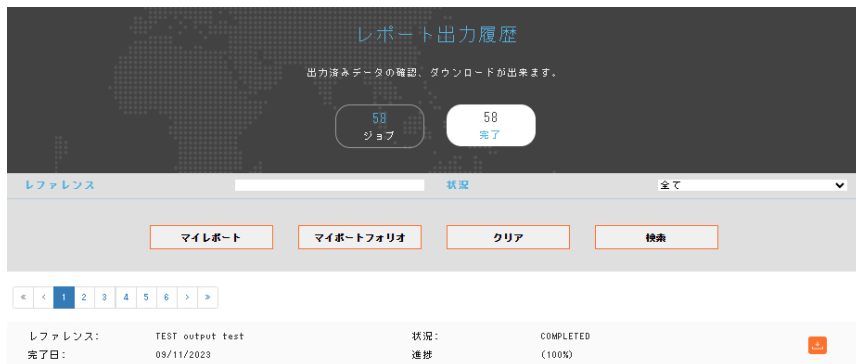 レポート出力履歴
出力済みデータの確認、ダウンロードが出来ます。
58 58
ジョブ 完了
レファレンス 状況 全て
マイレポート マイポートフォリオ クリア 検索
« ‹ 1 2 3 4 5 6 › »
レファレンス: TEST output test 状況: COMPLETED
完了日: 09/11/2023 進捗 (100%)